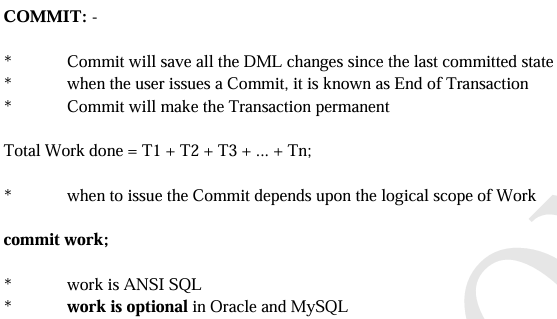 COMMIT: -
* Commit will save all the DML changes since the last committed state
* when the user issues a Commit, it is known as End of Transaction
* Commit will make the Transaction permanent
Total Work done = T1 + T2 + T3 + ... + Tn;
* when to issue the Commit depends upon the logical scope of Work
commit work;
* work is ANSI SQL
* work is optional in Oracle and MySQL